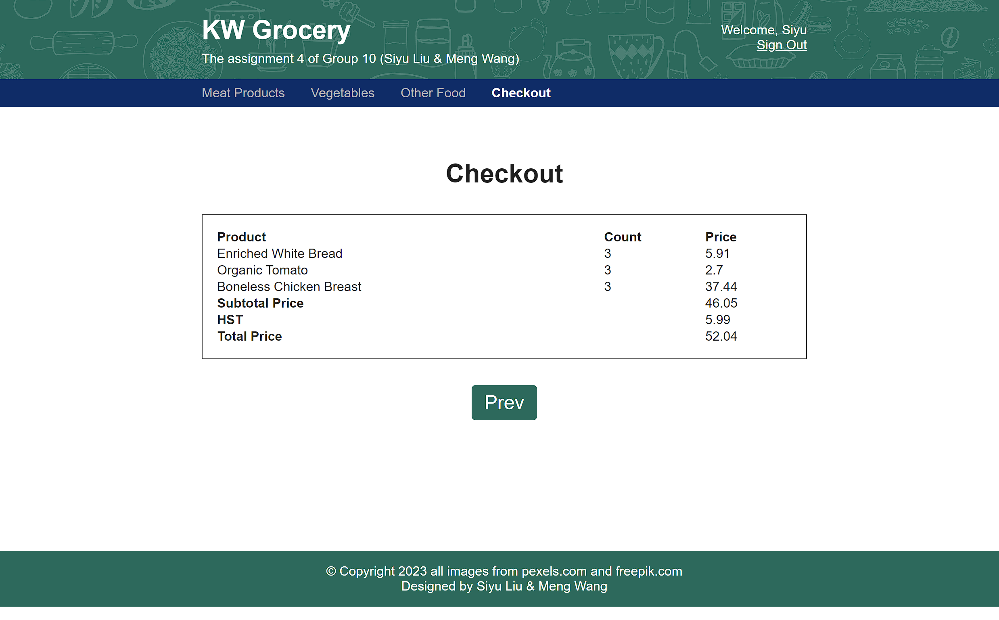 KW Grocery
The assignment 4 of Group 10 (Siyu Liu & Meng Wang)
Welcome, Siyu
Sign Out
Good
Meat Products Vegetables Other Food Checkout
Checkout
Product Count Price
Enriched White Bread 3 5.91
Organic Tomato 3 2.7
Boneless Chicken Breast 3 37.44
Subtotal Price 46.05
HST 5.99
Total Price 52.04
Prev
© Copyright 2023 all images from pexels.com and freepik.com
Designed by Siyu Liu & Meng Wang